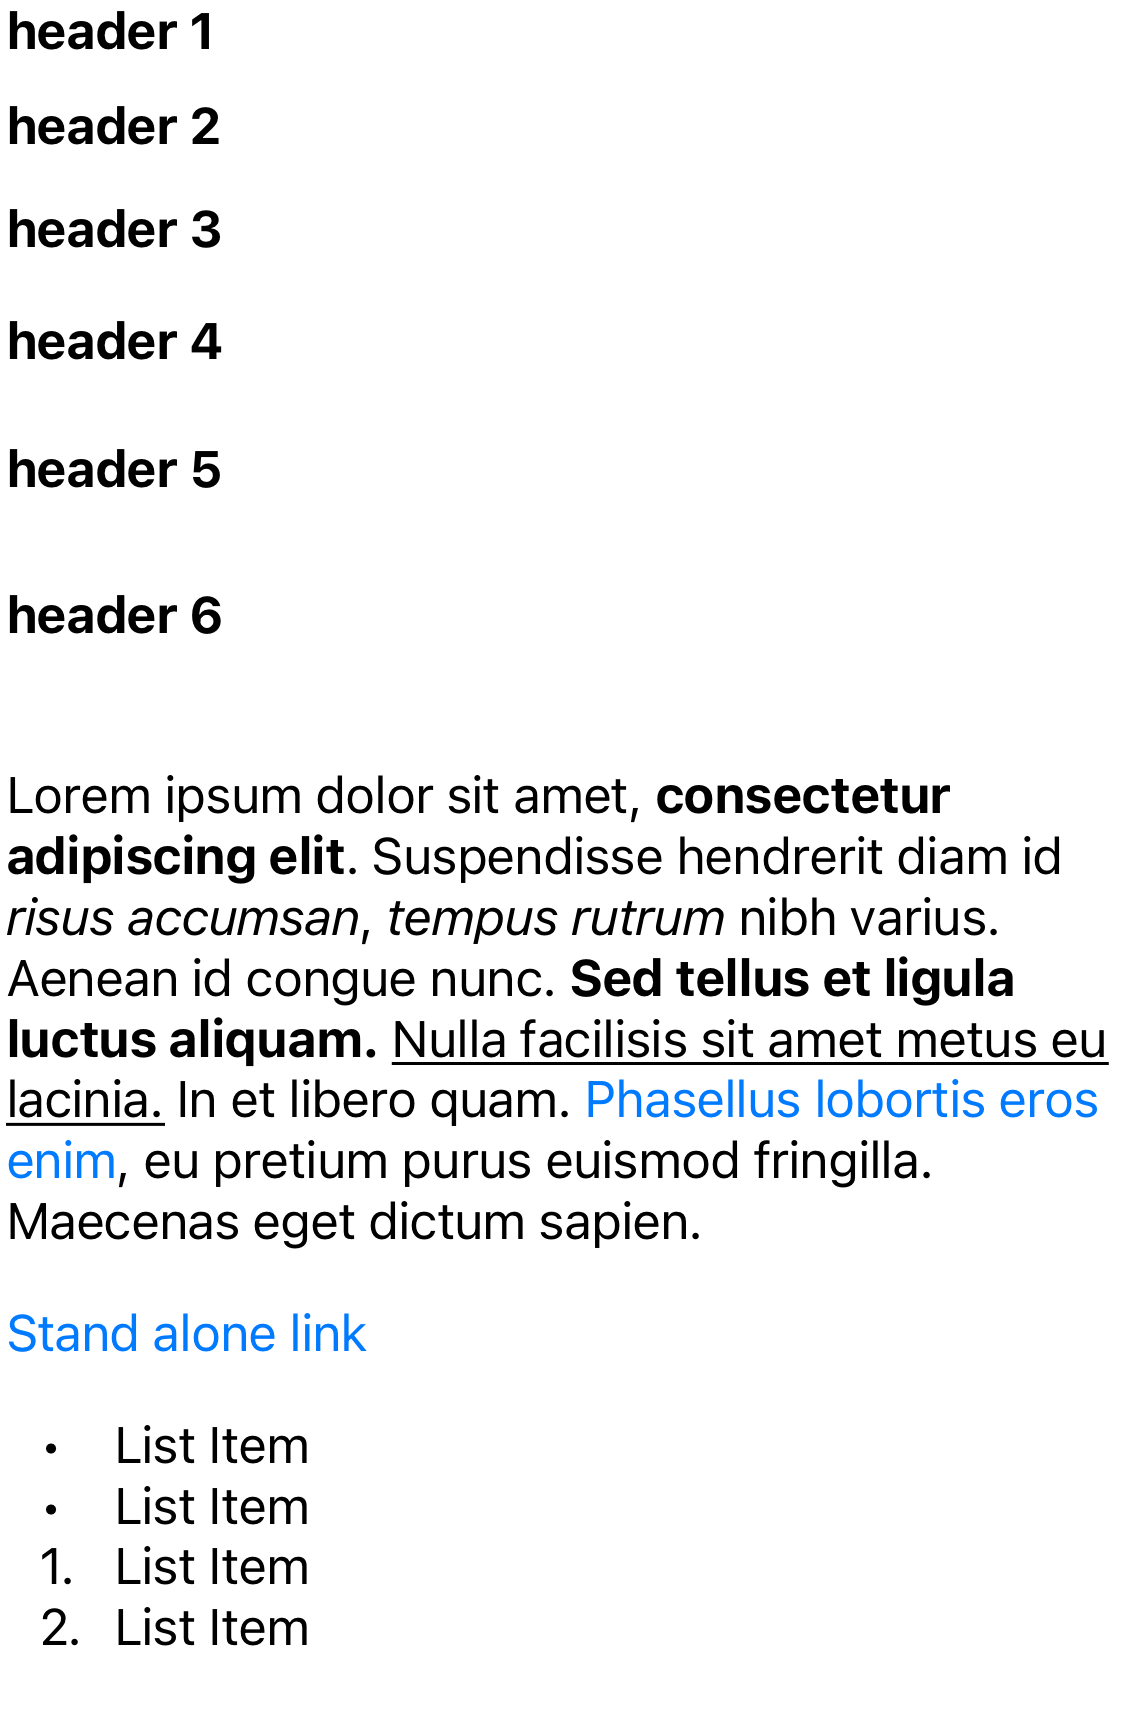 header 1
header 2
header 3
header 4
header 5
header 6
Lorem ipsum dolor sit amet, consectetur
adipiscing elit. Suspendisse hendrerit diam id
risus accumsan, tempus rutrum nibh varius.
Aenean id congue nunc. Sed tellus et ligula
luctus aliquam. Nulla facilisis sit amet metus eu
lacinia. In et libero quam. Phasellus lobortis eros
enim, eu pretium purus euismod fringilla.
Maecenas eget dictum sapien.
Stand alone link
• List Item
• List Item
1. List Item
2. List Item